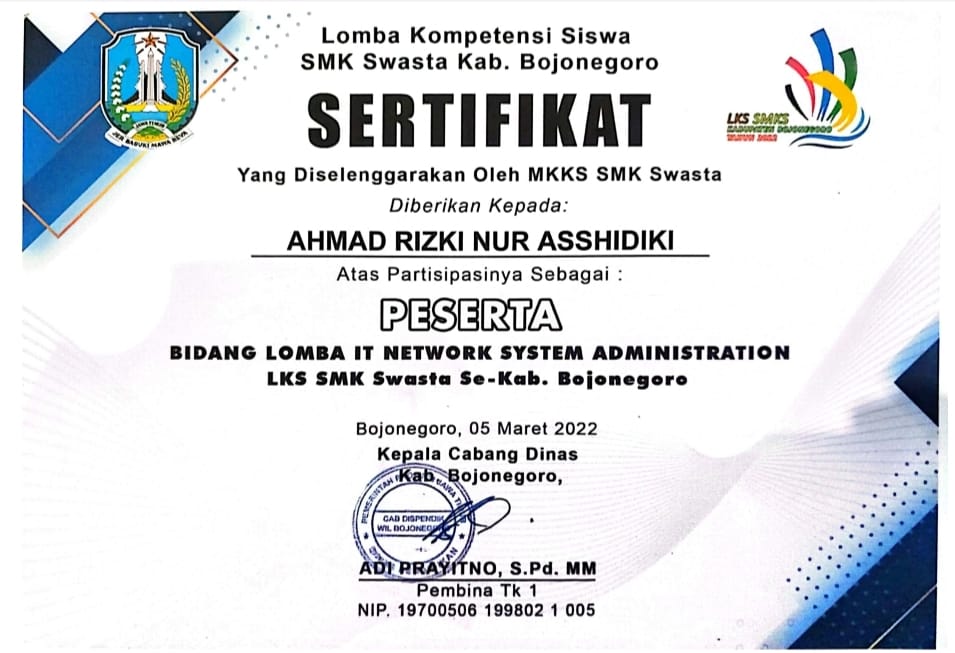 Lomba Kompetensi Siswa
SMK Swasta Kab. Bojonegoro
SERTIFIKAT
JAWA TIMUR
JER BASUKI MAWA BEYA
LKS SMKS
KABUPATEN BOJONEGORO
TAHUN 2022
Yang Diselenggarakan Oleh MKKS SMK Swasta
Diberikan Kepada:
AHMAD RIZKI NUR ASSHIDIKI
Atas Partisipasinya Sebagai :
PESERTA
BIDANG LOMBA IT NETWORK SYSTEM ADMINISTRATION
LKS SMK Swasta Se-Kab. Bojonegoro
Bojonegoro, 05 Maret 2022
Kepala Cabang Dinas
Kab. Bojonegoro,
PEMERINTAH
CAB DISPENDIK
WIL BOJONEGORO
ADI PRAYITNO, S.Pd. MM
Pembina Tk 1
NIP. 19700506 199802 1 005